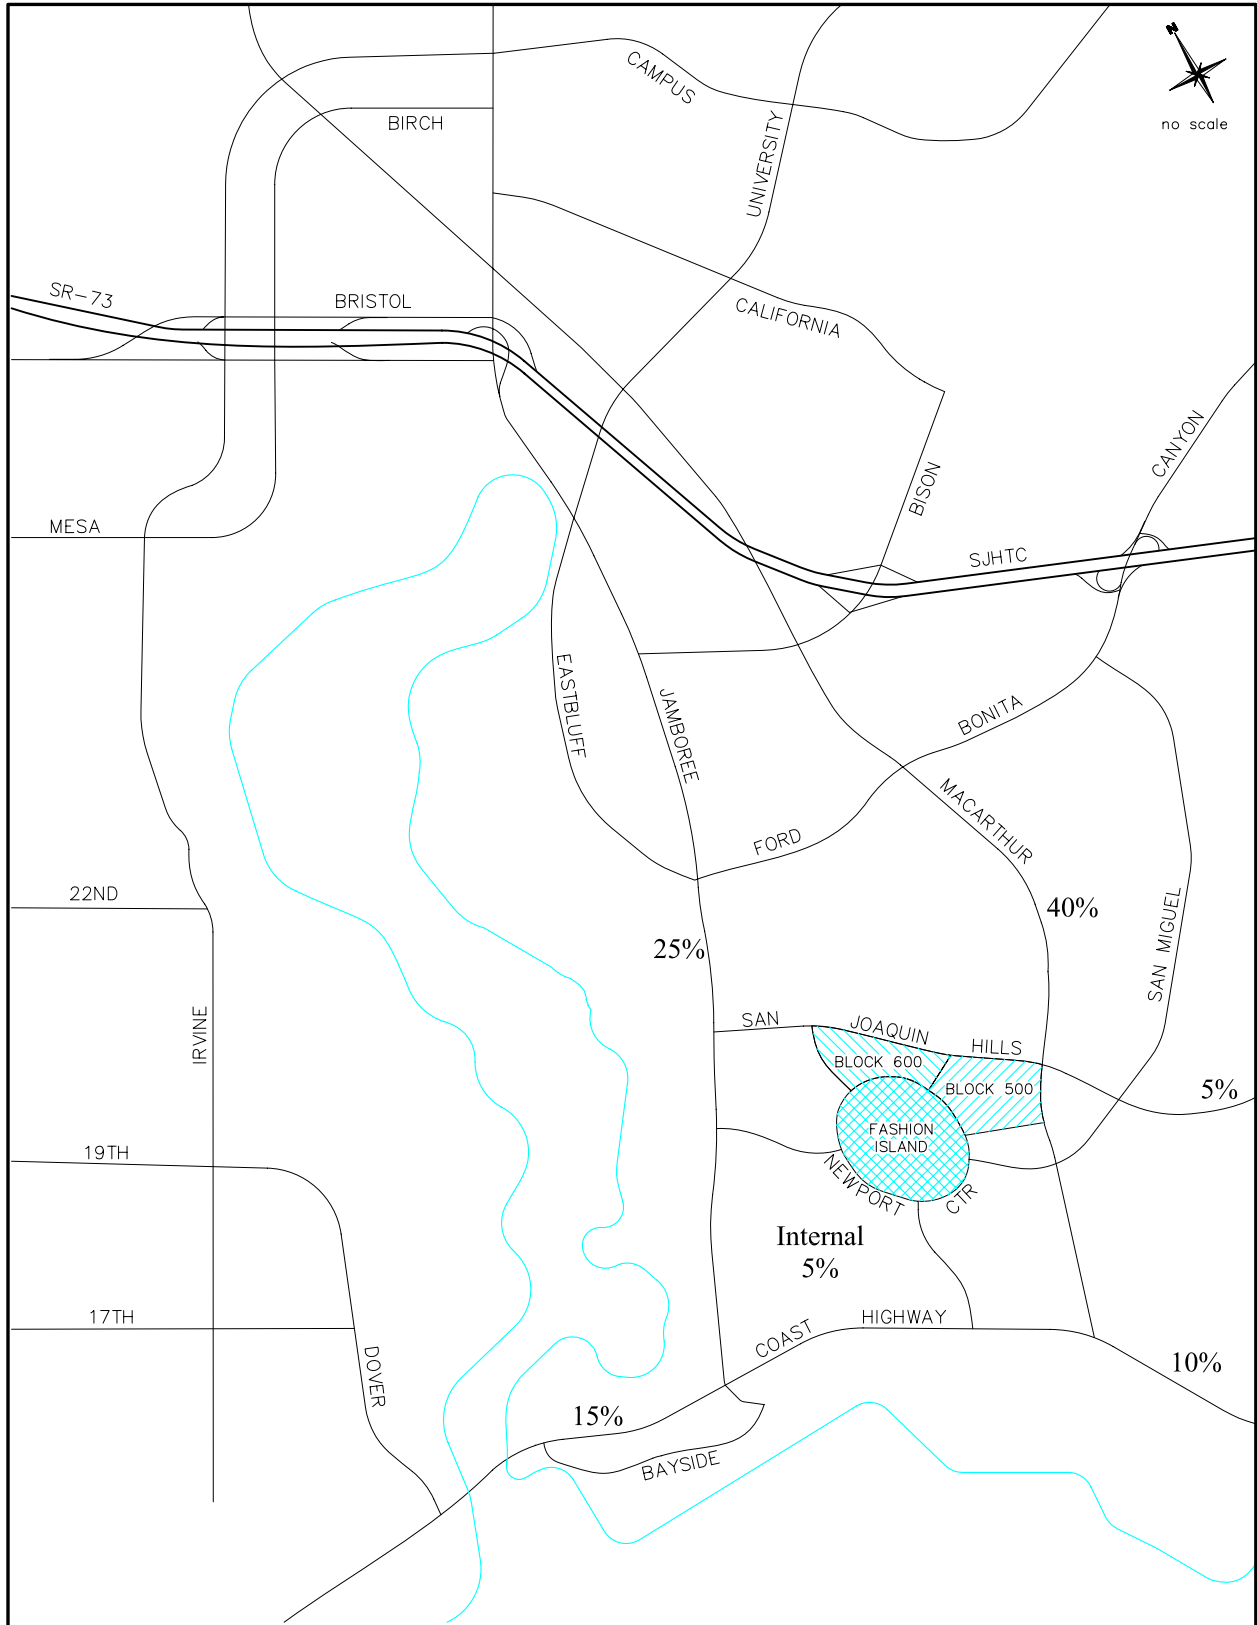 N
no scale
CAMPUS
BIRCH
UNIVERSITY
SR-73
BRISTOL
CALIFORNIA
CANYON
BISON
MESA
SJHTC
EASTBLUFF
JAMBOREE
BONITA
MACARTHUR
FORD
22ND
40%
SAN MIGUEL
25%
IRVINE
SAN
JOAQUIN
HILLS
BLOCK 600
BLOCK 500
5%
FASHION
ISLAND
19TH
NEWPORT
CTR
Internal
5%
17TH
COAST
HIGHWAY
DOVER
10%
15%
BAYSIDE